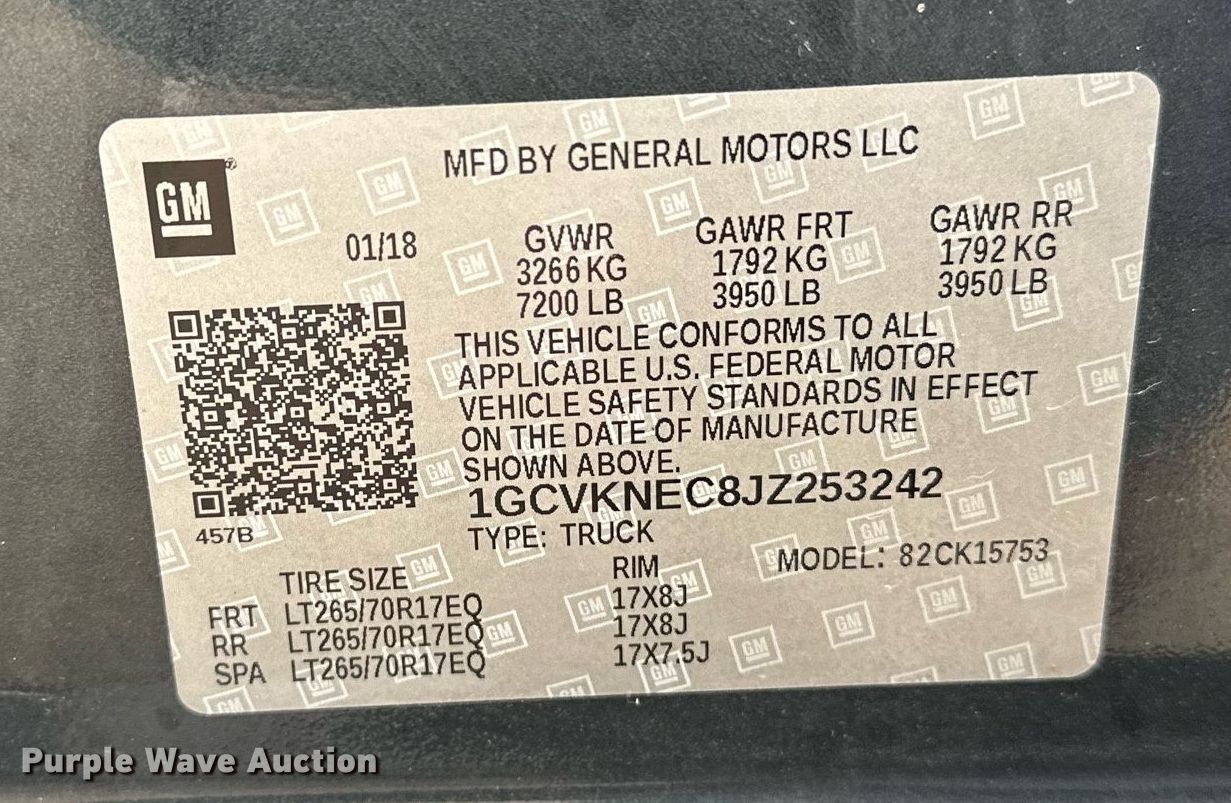 MFD BY GENERAL MOTORS LLC
GM
®
01/18
GVWR GAWR FRT GAWR RR
3266 KG 1792 KG 1792 KG
7200 LB 3950 LB 3950 LB
THIS VEHICLE CONFORMS TO ALL
APPLICABLE U.S. FEDERAL MOTOR
VEHICLE SAFETY STANDARDS IN EFFECT
ON THE DATE OF MANUFACTURE
SHOWN ABOVE.
1GCVKNEC8JZ253242
457B
TYPE: TRUCK
MODEL: 82CK15753
TIRE SIZE RIM
FRT LT265/70R17EQ 17X8J
RR LT265/70R17EQ 17X8J
SPA LT265/70R17EQ 17X7.5J
Purple Wave Auction